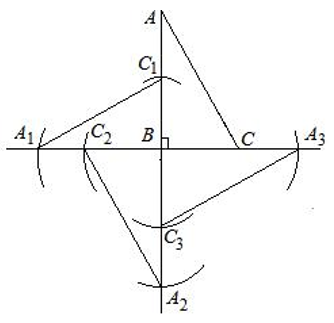 A
C₁
A₁ C₂ B C A₃
C₃
A₂